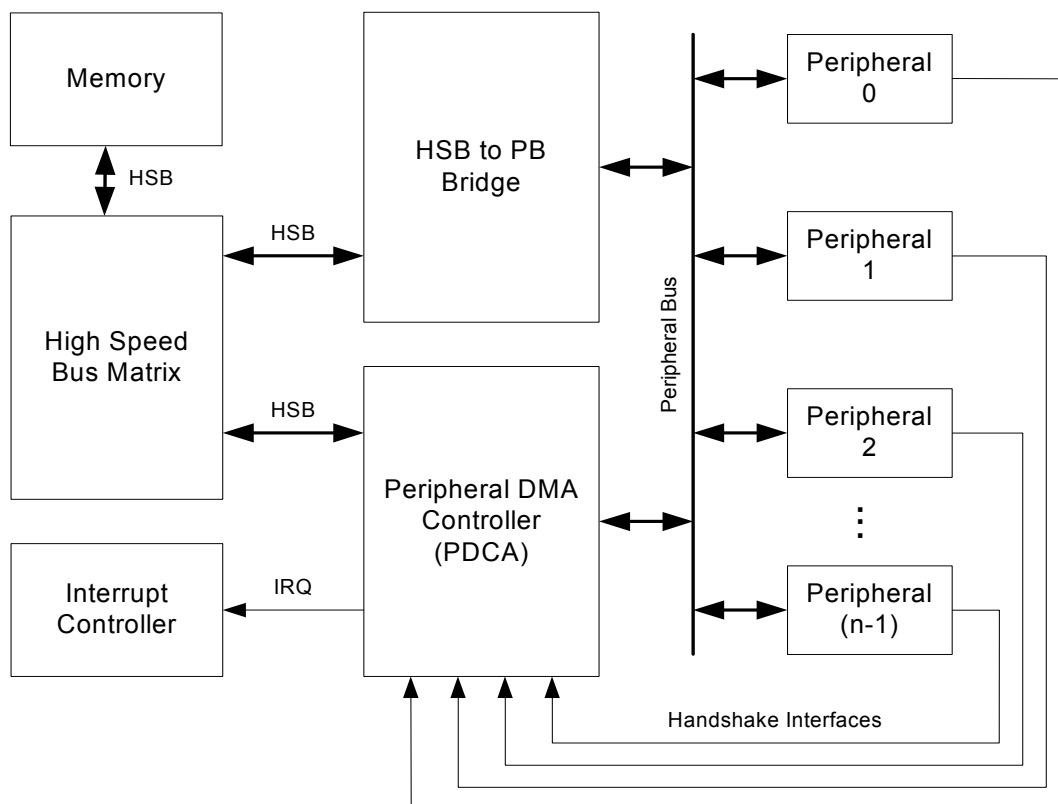 Memory
HSB
High Speed
Bus Matrix
Interrupt
Controller
HSB
HSB
IRQ
HSB to PB
Bridge
Peripheral DMA
Controller
(PDCA)
Peripheral Bus
Peripheral
0
Peripheral
1
Peripheral
2
Peripheral
(n-1)
Handshake Interfaces